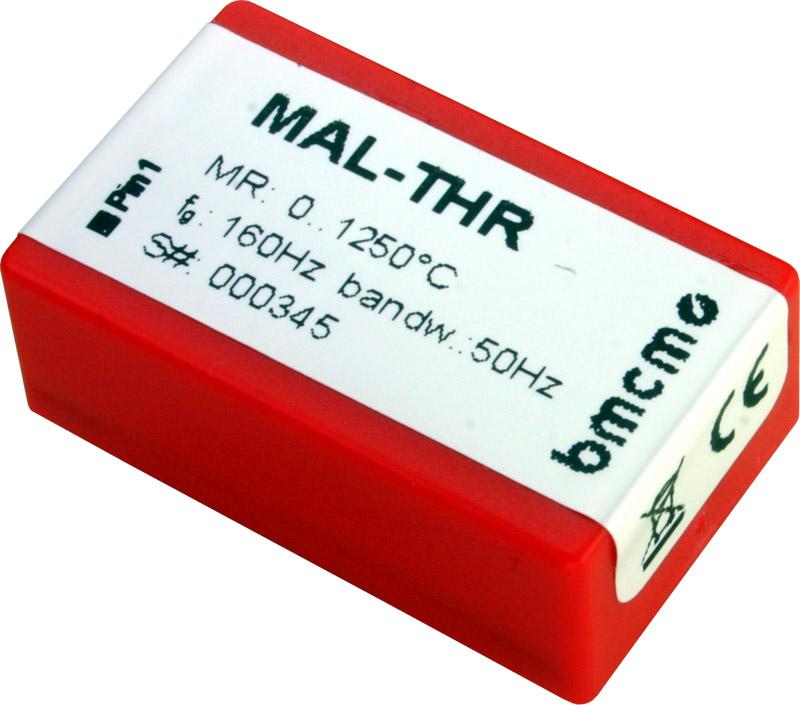 MAL-THR
MR: 0..1250°C
fg: 160Hz bandw.:50Hz
S#: 000345
Pin1
bmcm
CE